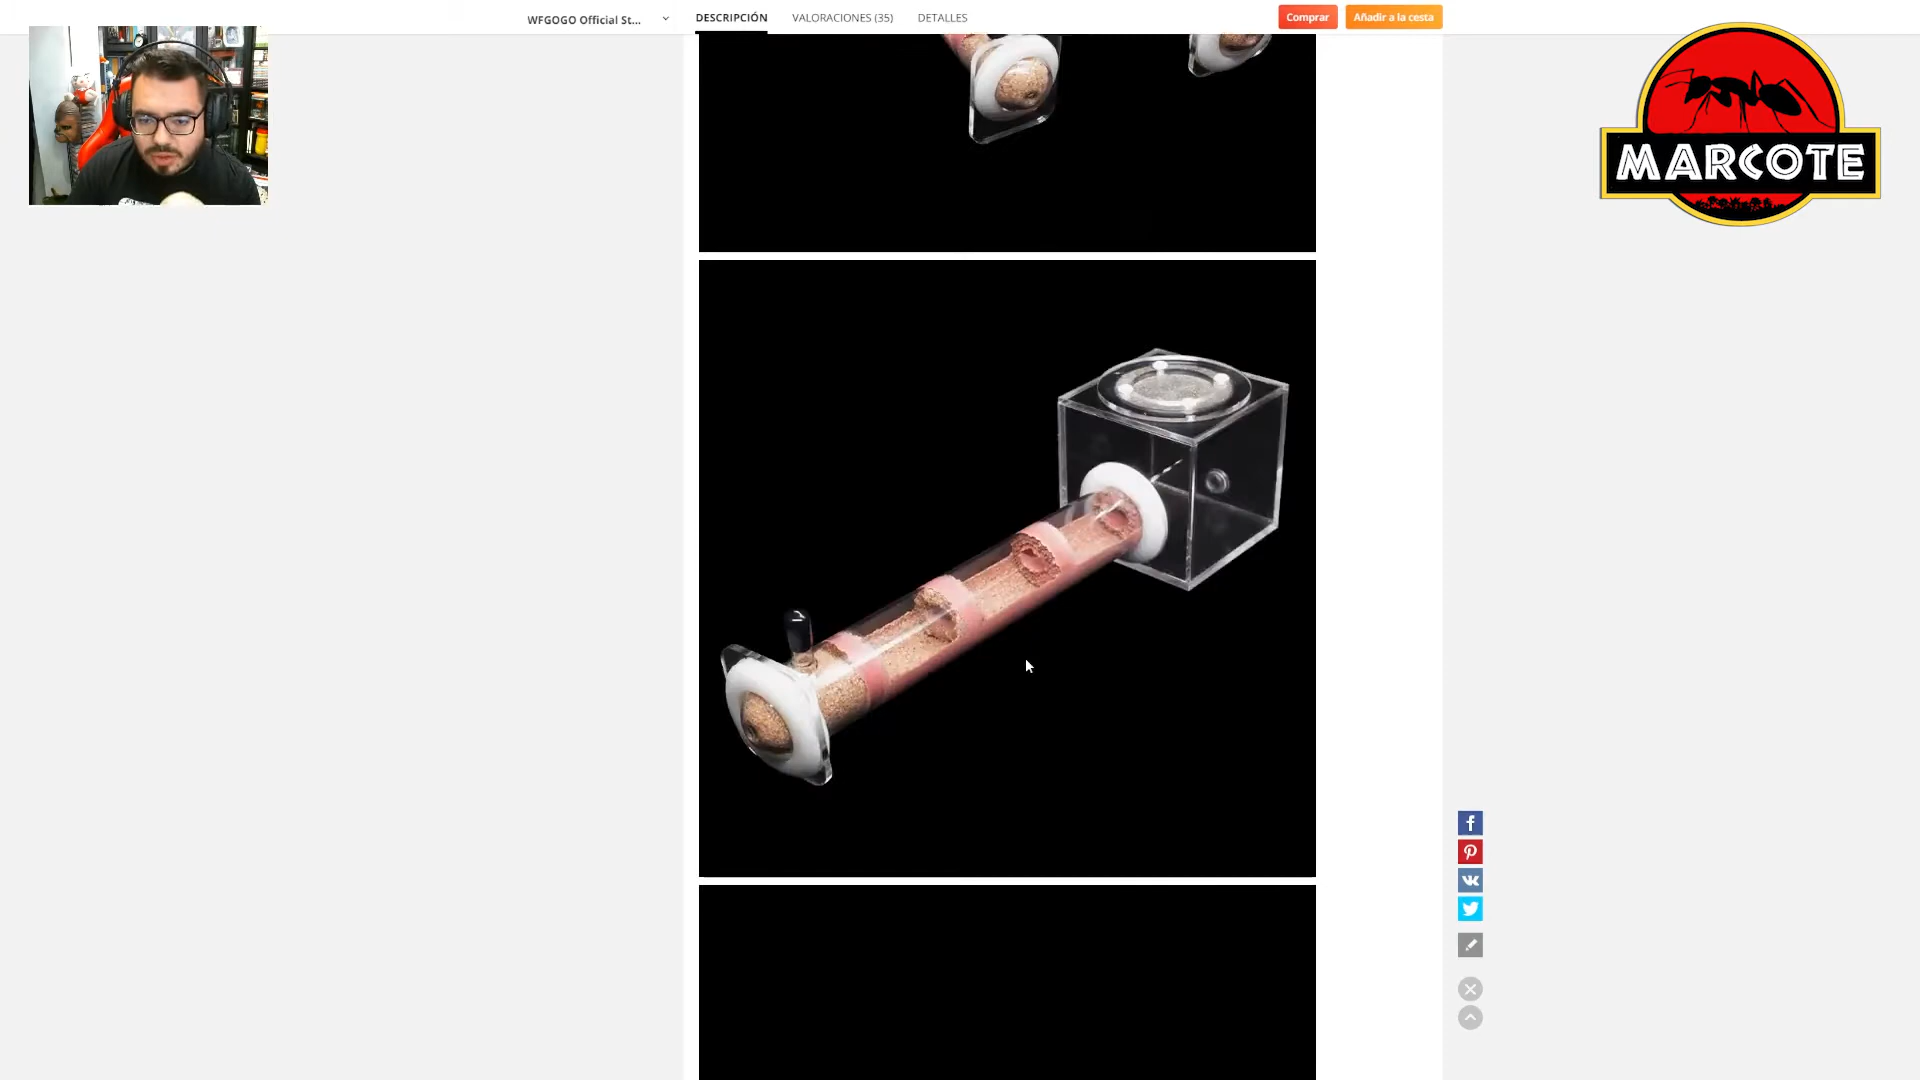 WFGOGO Official St...
DESCRIPCIÓN
VALORACIONES (35)
DETALLES
Comprar
Añadir a la cesta
MARCOTE